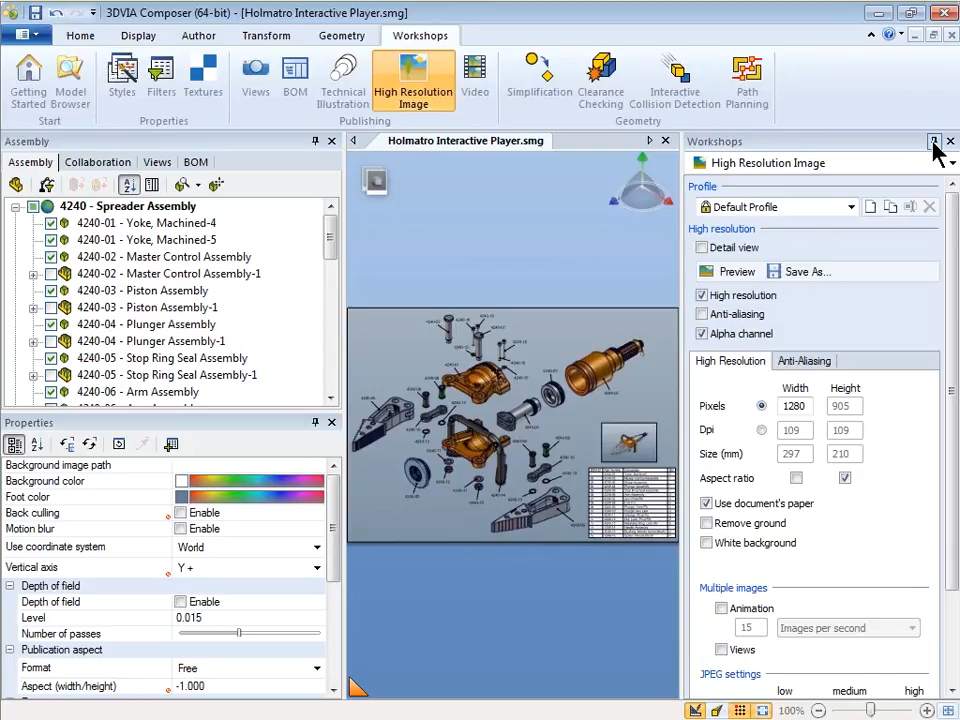 3DVIA Composer (64-bit) - [Holmatro Interactive Player.smg]
Home Display Author Transform Geometry Workshops
Getting Started
Model Browser
Styles
Filters
Textures
Views
BOM
Technical Illustration
High Resolution Image
Video
Simplification
Clearance Checking
Interactive Collision Detection
Path Planning
Start Properties Publishing Geometry
Assembly
Assembly Collaboration Views BOM
4240 - Spreader Assembly
4240-01 - Yoke, Machined-4
4240-01 - Yoke, Machined-5
4240-02 - Master Control Assembly
4240-02 - Master Control Assembly-1
4240-03 - Piston Assembly
4240-03 - Piston Assembly-1
4240-04 - Plunger Assembly
4240-04 - Plunger Assembly-1
4240-05 - Stop Ring Seal Assembly
4240-05 - Stop Ring Seal Assembly-1
4240-06 - Arm Assembly
Properties
Background image path
Background color
Foot color
Back culling Enable
Motion blur Enable
Use coordinate system World
Vertical axis Y +
Depth of field
Depth of field Enable
Level 0.015
Number of passes
Publication aspect
Format Free
Aspect (width/height) -1.000
Holmatro Interactive Player.smg
Workshops
High Resolution Image
Profile
Default Profile
High resolution
Detail view
Preview Save As...
High resolution
Anti-aliasing
Alpha channel
High Resolution Anti-Aliasing
Width Height
Pixels 1280 905
Dpi 109 109
Size (mm) 297 210
Aspect ratio
Use document's paper
Remove ground
White background
Multiple images
Animation
15 Images per second
Views
JPEG settings
low medium high
100%